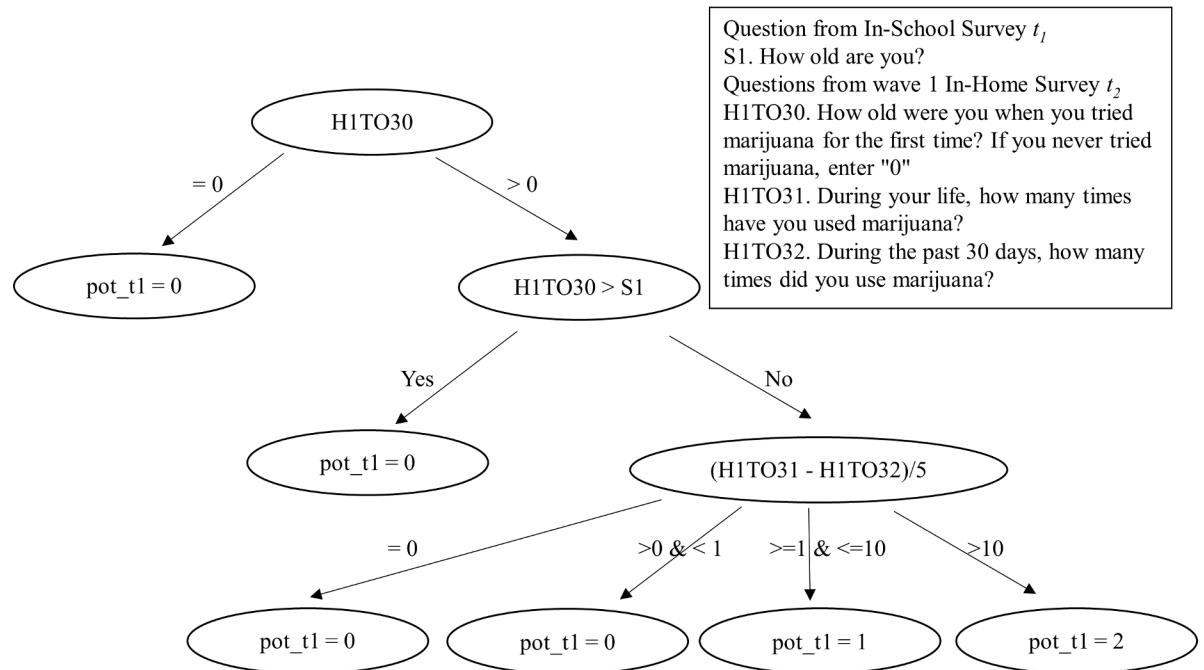 Question from In-School Survey t1
S1. How old are you?
Questions from wave 1 In-Home Survey t2
H1TO30. How old were you when you tried
marijuana for the first time? If you never tried
marijuana, enter "0"
H1TO31. During your life, how many times
have you used marijuana?
H1TO32. During the past 30 days, how many
times did you use marijuana?
H1TO30
= 0
> 0
pot_t1 = 0
H1TO30 > S1
Yes
No
pot_t1 = 0
(H1TO31 - H1TO32)/5
= 0
>0 & < 1
>=1 & <=10
>10
pot_t1 = 0
pot_t1 = 0
pot_t1 = 1
pot_t1 = 2